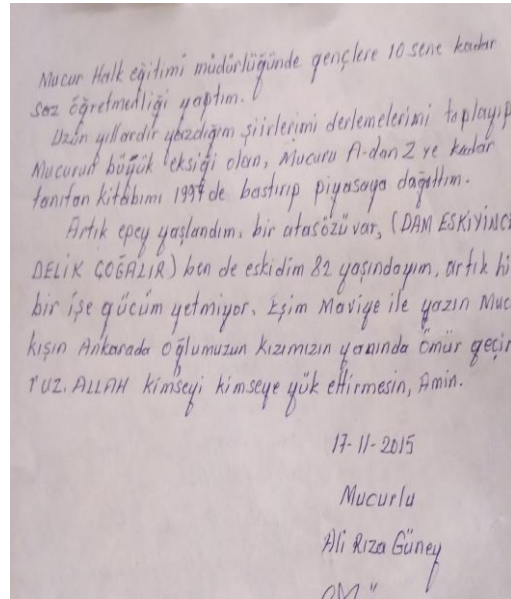 Mucur Halk eğitimi müdürlüğünde gençlere 10 sene kadar
saz öğretmenliği yaptım.
Uzun yıllardır yazdığım şiirlerimi derlemelerimi toplayıp
Mucurun büyük eksiği olan, Mucuru A-dan Z ye kadar
tanıtan kitabımı 1997 de bastırıp piyasaya dağıttım.
Artık epey yaşlandım, bir atasözü var, (DAM ESKİYİNCE
DELİK ÇOĞALIR) ben de eskidim 82 yaşındayım, artık hi
bir işe gücüm yetmiyor. Eşim Maviye ile yazın Muc
kışın Ankarada oğlumuzun kızımızın yanında ömür geçir
ruz. ALLAH kimseyi kimseye yük ettirmesin, Amin.
17-11-2015
Mucurlu
Ali Rıza Güney